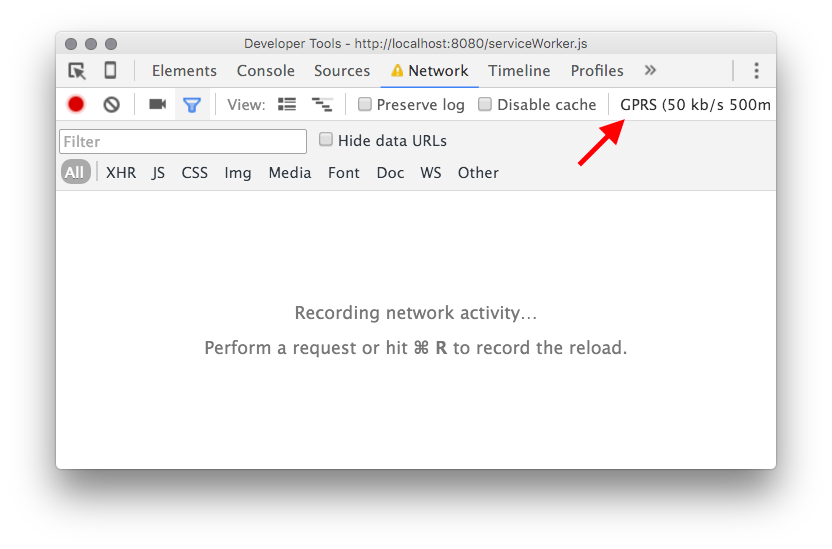 Developer Tools - http://localhost:8080/serviceWorker.js
Elements Console Sources Network Timeline Profiles »
View: Preserve log Disable cache GPRS (50 kb/s 500m
Filter Hide data URLs
All XHR JS CSS Img Media Font Doc WS Other
Recording network activity…
Perform a request or hit ⌘ R to record the reload.